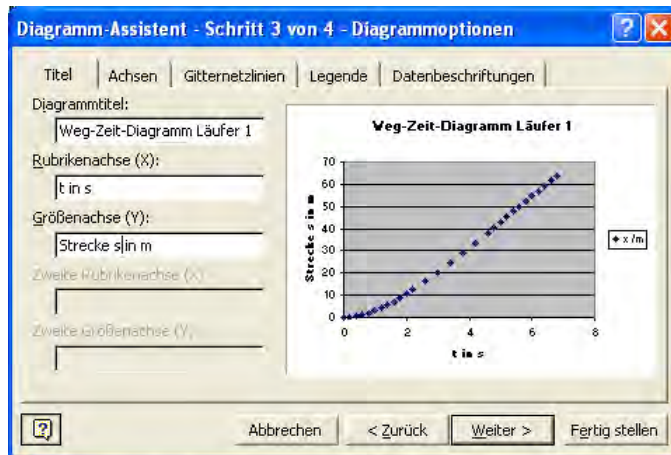 Diagramm-Assistent - Schritt 3 von 4 - Diagrammoptionen
Titel Achsen Gitternetzlinien Legende Datenbeschriftungen
Diagrammtitel:
Weg-Zeit-Diagramm Läufer 1
Rubrikenachse (X):
t in s
Größenachse (Y):
Strecke s in m
Zweite Rubrikenachse (X)
Zweite Größenachse (Y)
Weg-Zeit-Diagramm Läufer 1
Strecke s in m
70
60
50
40
30
20
10
0
0 2 4 6 8
t in s
x /m
? Abbrechen < Zurück Weiter > Fertig stellen